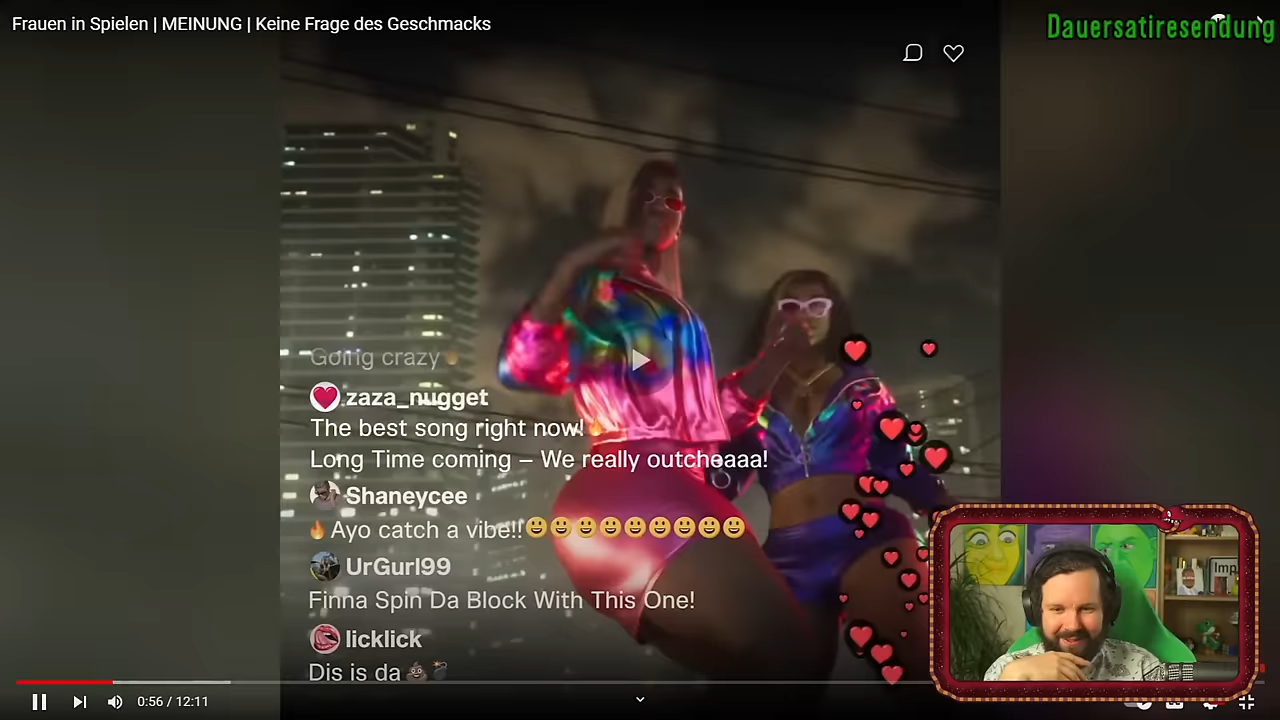 Frauen in Spielen | MEINUNG | Keine Frage des Geschmacks
Dauersatiresendung
Going crazy
zaza_nugget
The best song right now!
Long Time coming – We really outcheaaa!
Shaneycee
Ayo catch a vibe!!
UrGurl99
Finna Spin Da Block With This One!
licklick
Dis is da
0:56 / 12:11